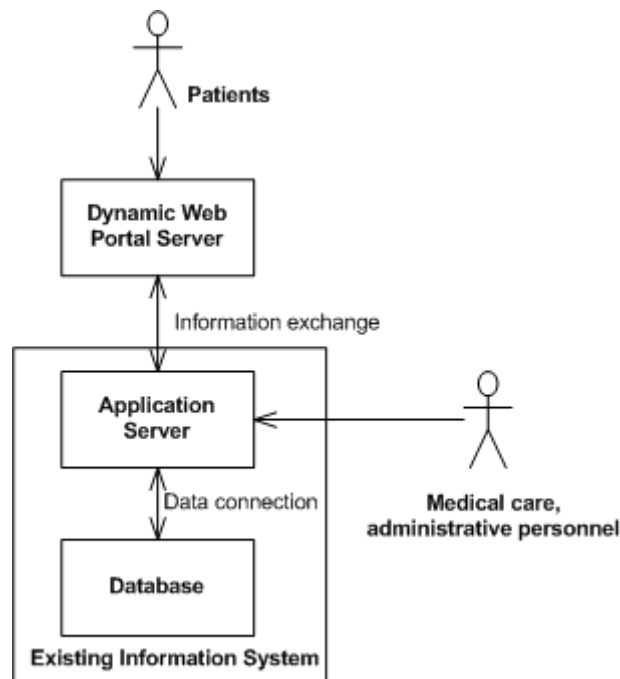 Patients
Dynamic Web
Portal Server
Information exchange
Application
Server
Medical care,
administrative personnel
Data connection
Database
Existing Information System